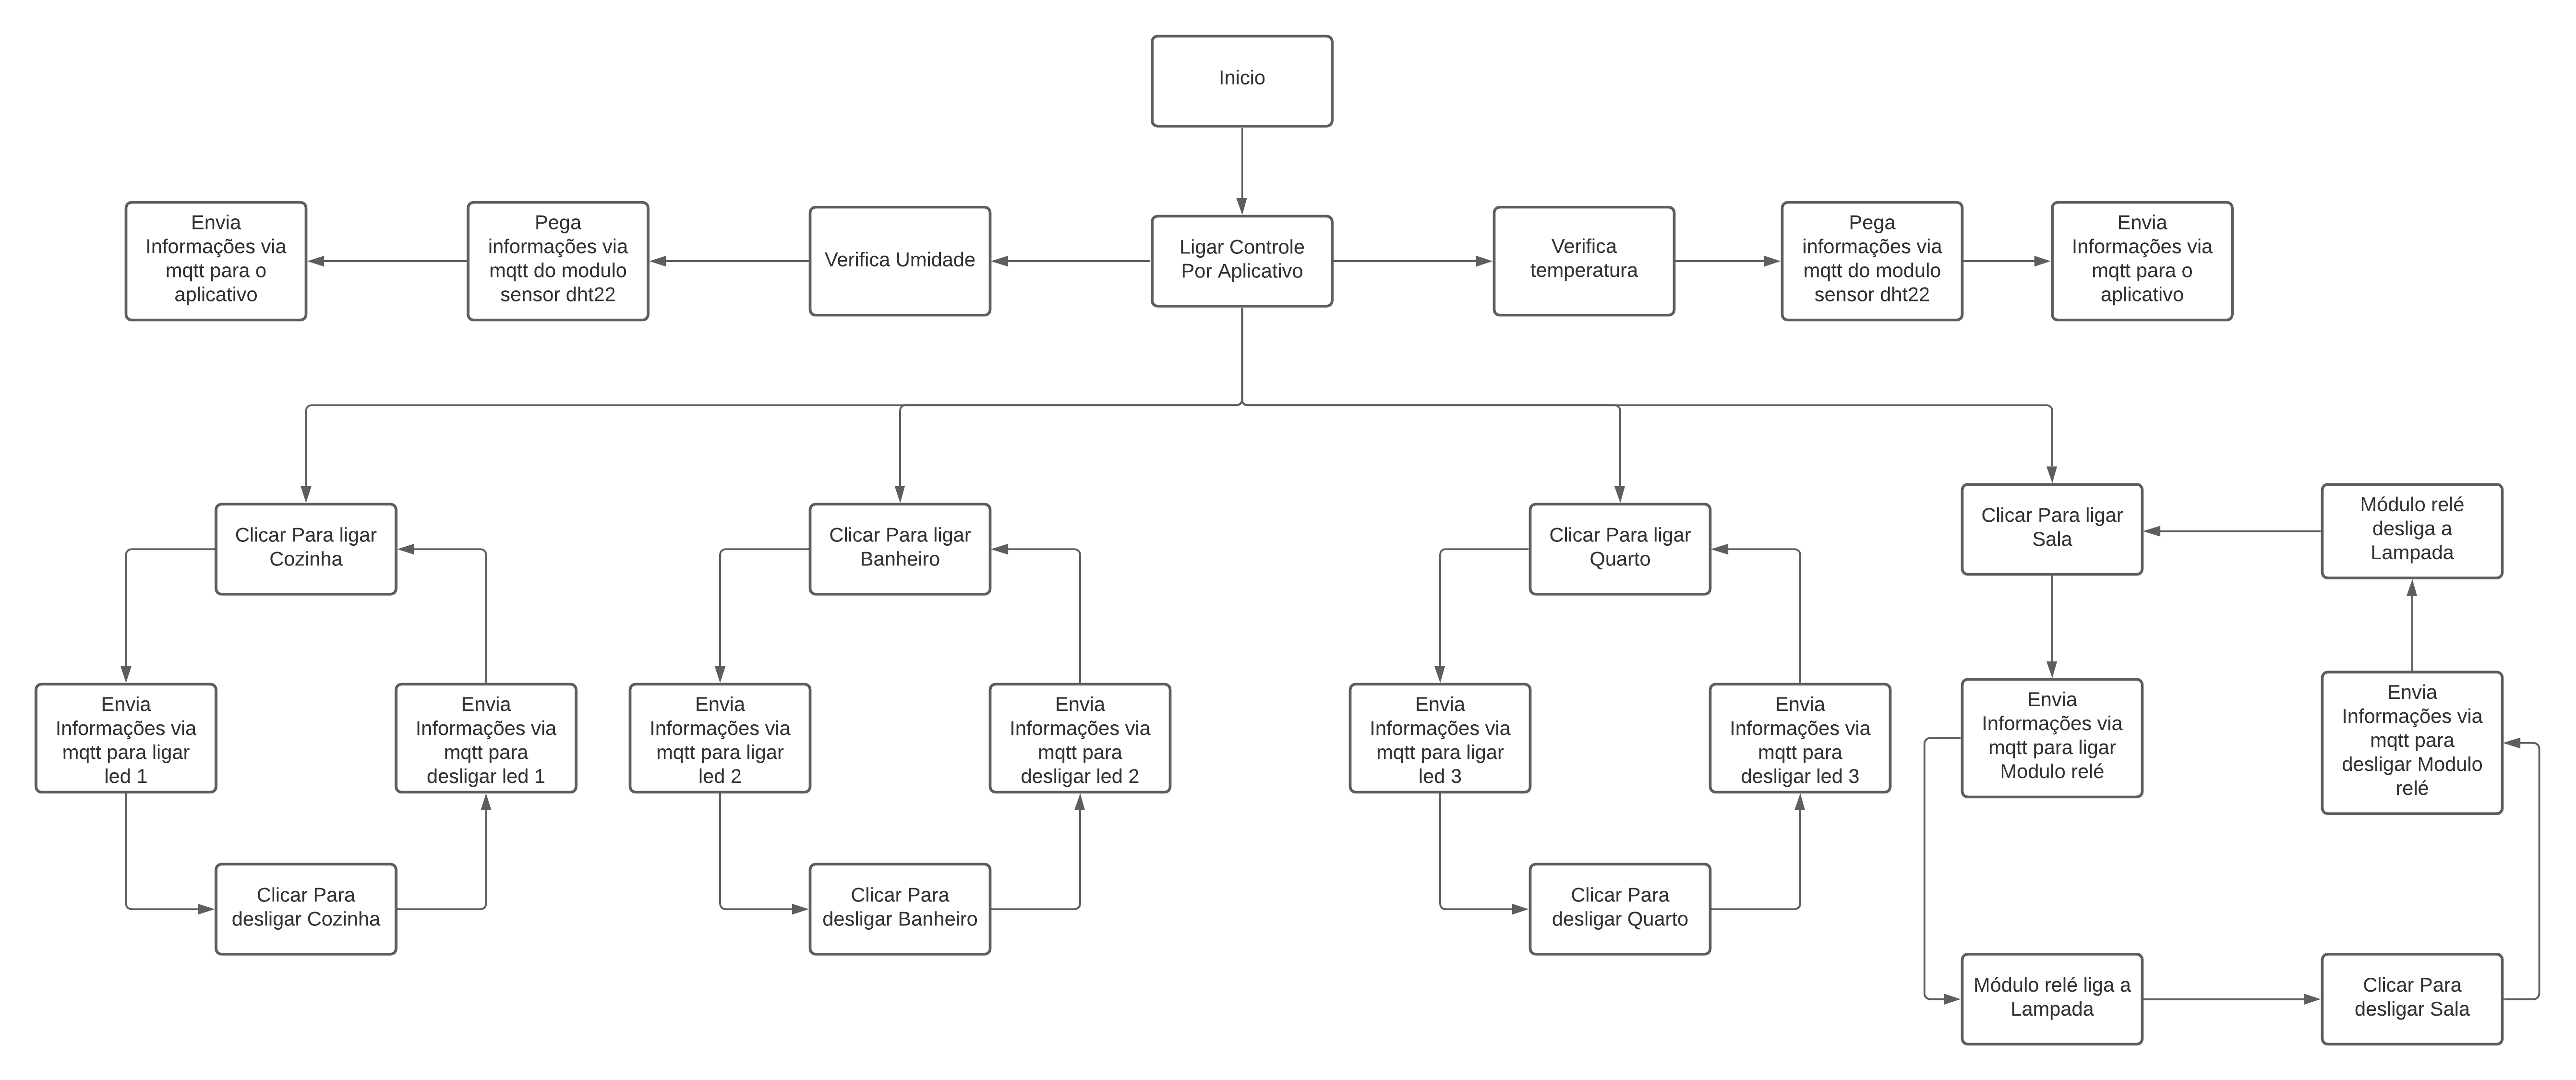 Inicio
Envia
Informações via
mqtt para o
aplicativo
Pega
informações via
mqtt do modulo
sensor dht22
Verifica Umidade
Ligar Controle
Por Aplicativo
Verifica
temperatura
Pega
informações via
mqtt do modulo
sensor dht22
Envia
Informações via
mqtt para o
aplicativo
Clicar Para ligar
Cozinha
Clicar Para ligar
Banheiro
Clicar Para ligar
Quarto
Clicar Para ligar
Sala
Módulo relé
desliga a
Lampada
Envia
Informações via
mqtt para ligar
led 1
Envia
Informações via
mqtt para
desligar led 1
Envia
Informações via
mqtt para ligar
led 2
Envia
Informações via
mqtt para
desligar led 2
Envia
Informações via
mqtt para ligar
led 3
Envia
Informações via
mqtt para
desligar led 3
Envia
Informações via
mqtt para ligar
Modulo relé
Envia
Informações via
mqtt para
desligar Modulo
relé
Clicar Para
desligar Cozinha
Clicar Para
desligar Banheiro
Clicar Para
desligar Quarto
Módulo relé liga a
Lampada
Clicar Para
desligar Sala